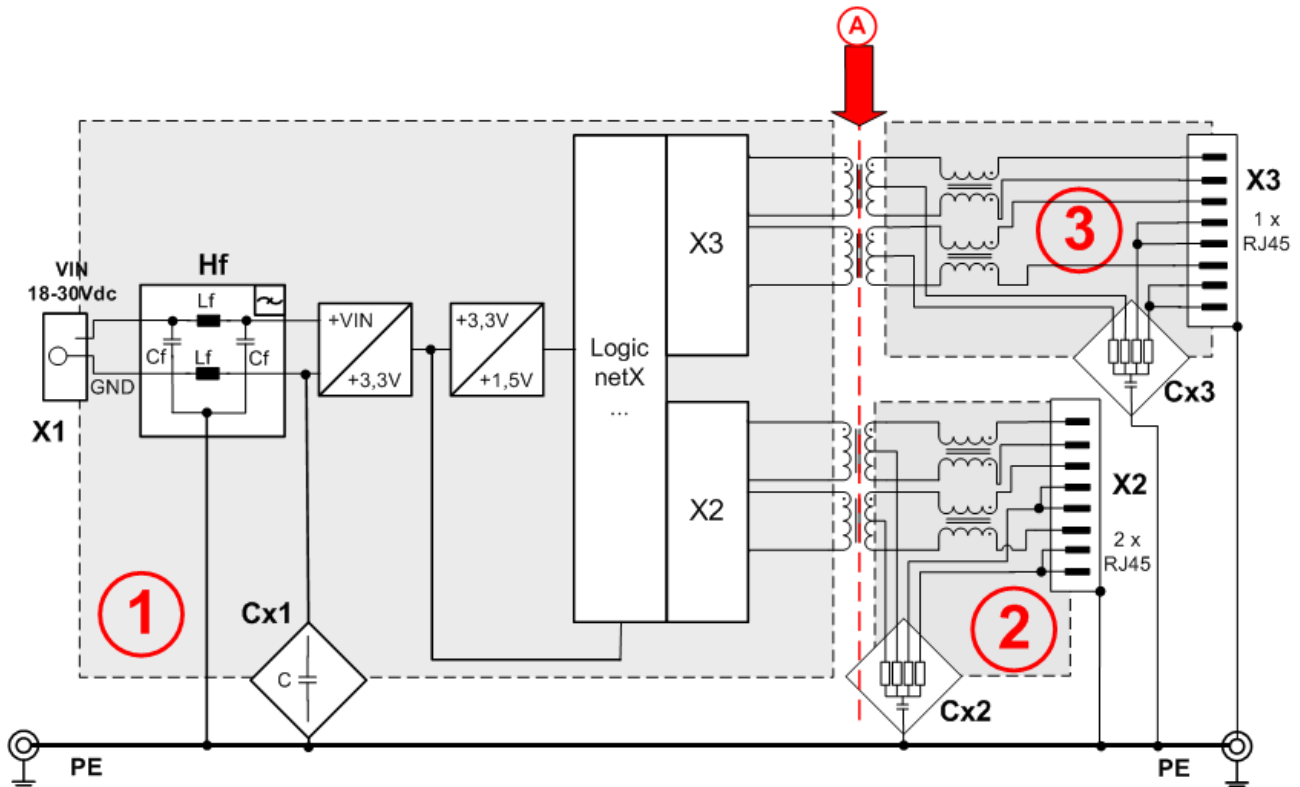 A
X3
1 x
RJ45
3
VIN
18-30Vdc
Hf
Lf
Cf
Lf
Cf
GND
X1
+VIN
+3,3V
+3,3V
+1,5V
Logic
netX
...
X3
X2
Cx3
X2
2 x
RJ45
1
Cx1
C
2
Cx2
PE
PE